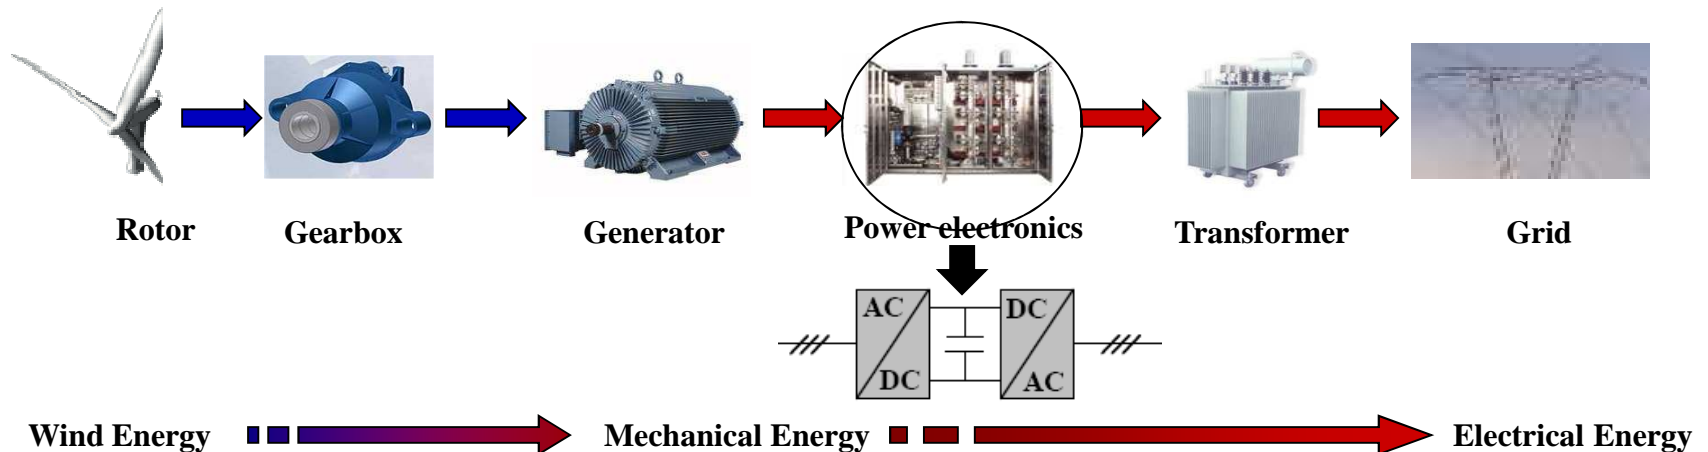 Rotor
Gearbox
Generator
Power electronics
Transformer
Grid
AC
DC
DC
AC
Wind Energy
Mechanical Energy
Electrical Energy